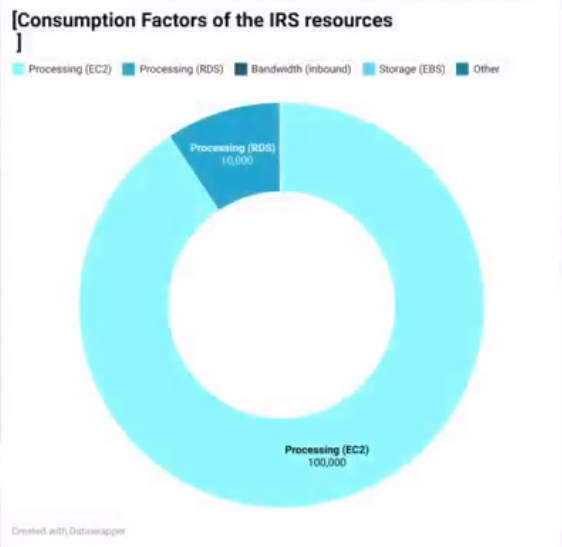 [Consumption Factors of the IRS resources
]
Processing (EC2) Processing (RDS) Bandwidth (inbound) Storage (EBS) Other
Processing (RDS)
10,000
Processing (EC2)
100,000
Created with Datawrapper